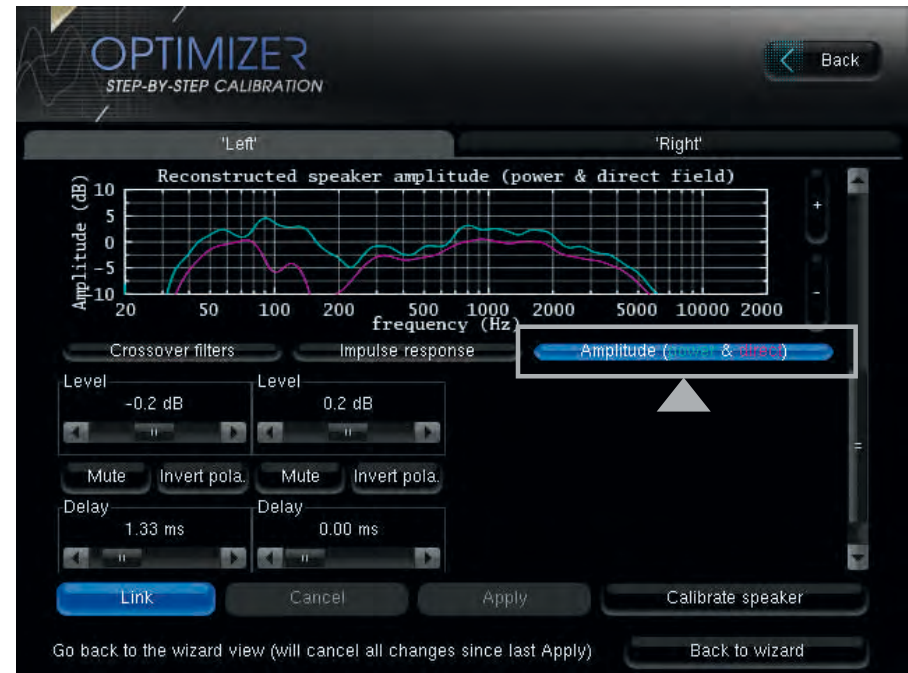 OPTIMIZER
STEP-BY-STEP CALIBRATION
Back
'Left' 'Right'
Reconstructed speaker amplitude (power & direct field)
Amplitude (dB)
10
5
0
-5
-10
20 50 100 200 500 1000 2000 5000 10000 2000
frequency (Hz)
+
-
Crossover filters Impulse response Amplitude (power & direct)
Level Level
-0.2 dB 0.2 dB
Mute Invert pola. Mute Invert pola.
Delay Delay
1.33 ms 0.00 ms
Link Cancel Apply Calibrate speaker
Go back to the wizard view (will cancel all changes since last Apply) Back to wizard